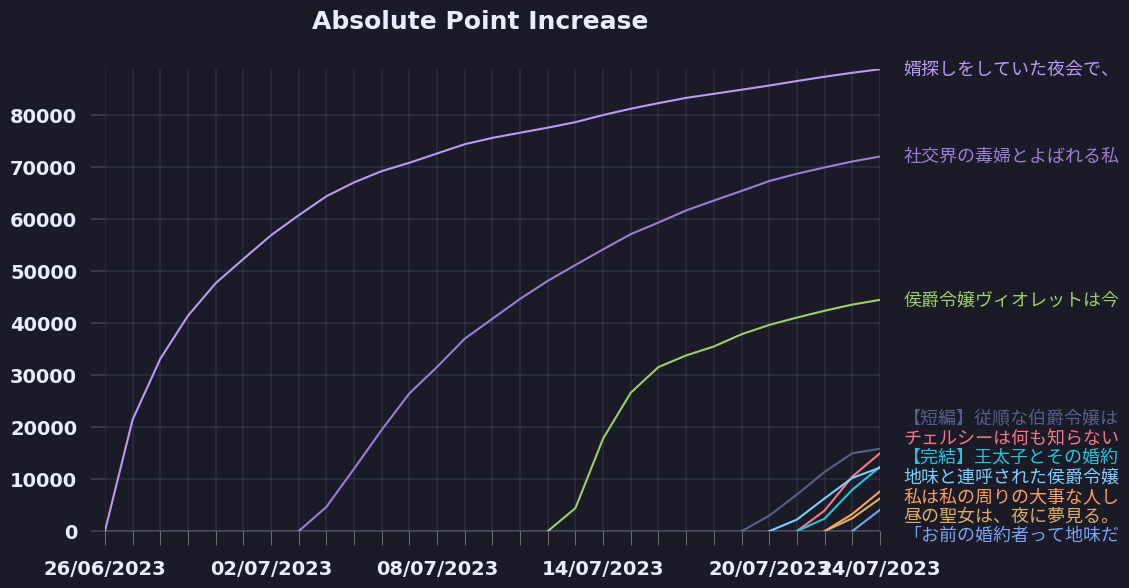 Absolute Point Increase
婿探しをしていた夜会で、
80000
社交界の毒婦とよばれる私
70000
60000
50000
侯爵令嬢ヴィオレットは今
40000
30000
20000
【短編】従順な伯爵令嬢は
チェルシーは何も知らない
【完結】王太子とその婚約
10000
地味と連呼された侯爵令嬢
私は私の周りの大事な人し
昼の聖女は、夜に夢見る。
0
「お前の婚約者って地味だ
26/06/2023 02/07/2023 08/07/2023 14/07/2023 20/07/2023 24/07/2023